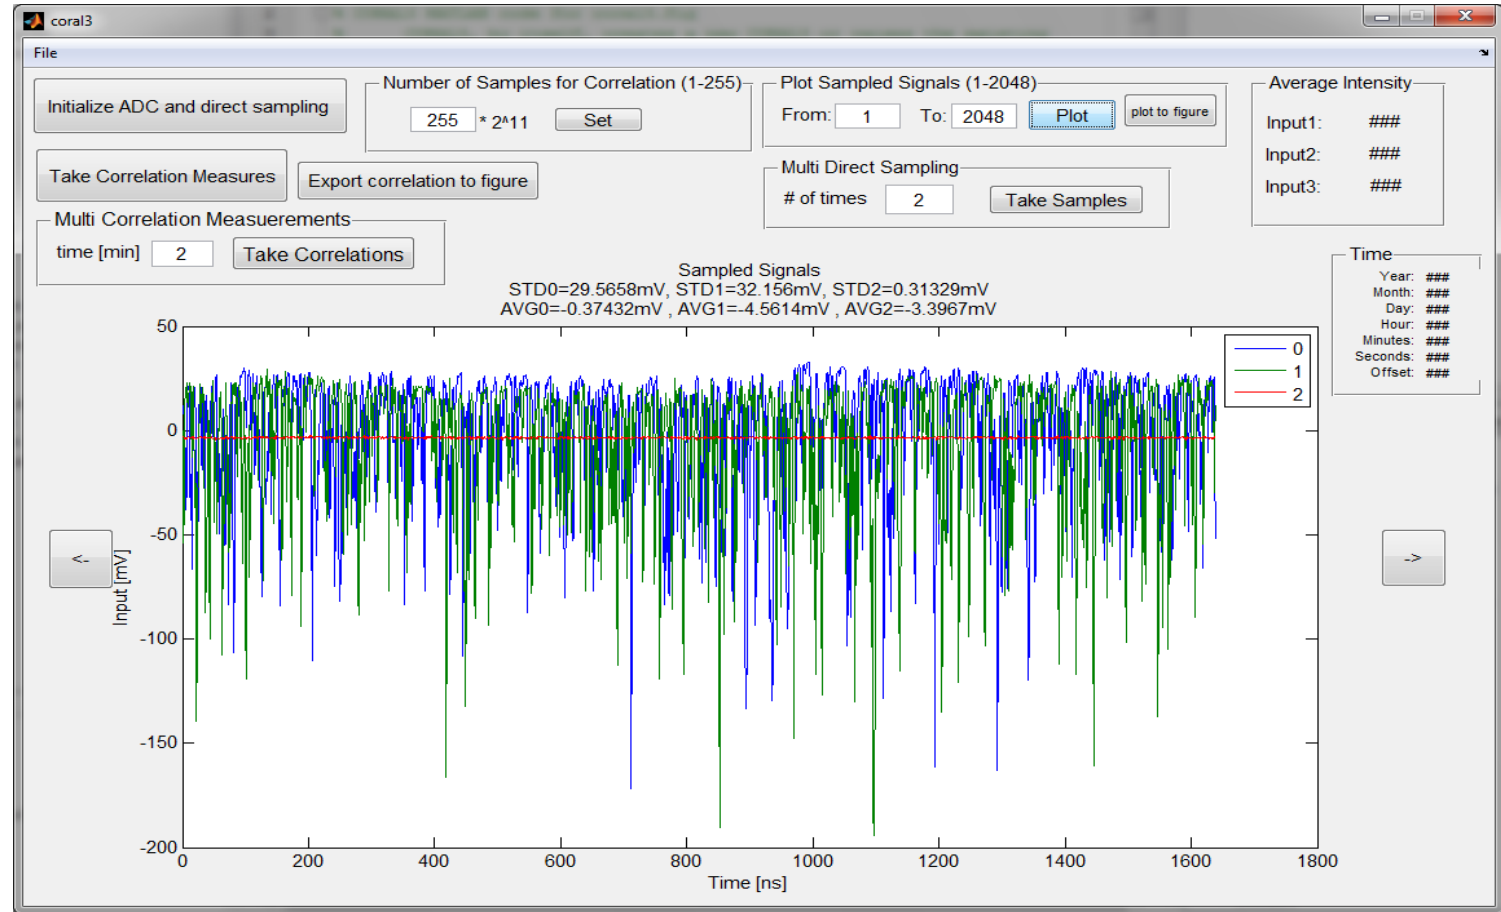 coral3
File
Initialize ADC and direct sampling
Number of Samples for Correlation (1-255)
255 * 2^11 Set
Plot Sampled Signals (1-2048)
From: 1 To: 2048 Plot plot to figure
Average Intensity
Input1: ###
Input2: ###
Input3: ###
Take Correlation Measures
Export correlation to figure
Multi Direct Sampling
# of times 2 Take Samples
Multi Correlation Measuerements
time [min] 2 Take Correlations
Time
Year: ###
Month: ###
Day: ###
Hour: ###
Minutes: ###
Seconds: ###
Offset: ###
Sampled Signals
STD0=29.5658mV, STD1=32.156mV, STD2=0.31329mV
AVG0=-0.37432mV , AVG1=-4.5614mV , AVG2=-3.3967mV
50
0
-50
-100
-150
-200
Input [mV]
0
1
2
<-
->
0 200 400 600 800 1000 1200 1400 1600 1800
Time [ns]